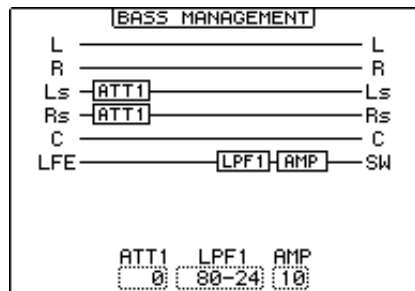 BASS MANAGEMENT
L L
R R
Ls ATT1 Ls
Rs ATT1 Rs
C C
LFE LPF1 AMP SW
ATT1 LPF1 AMP
0 80-24 10